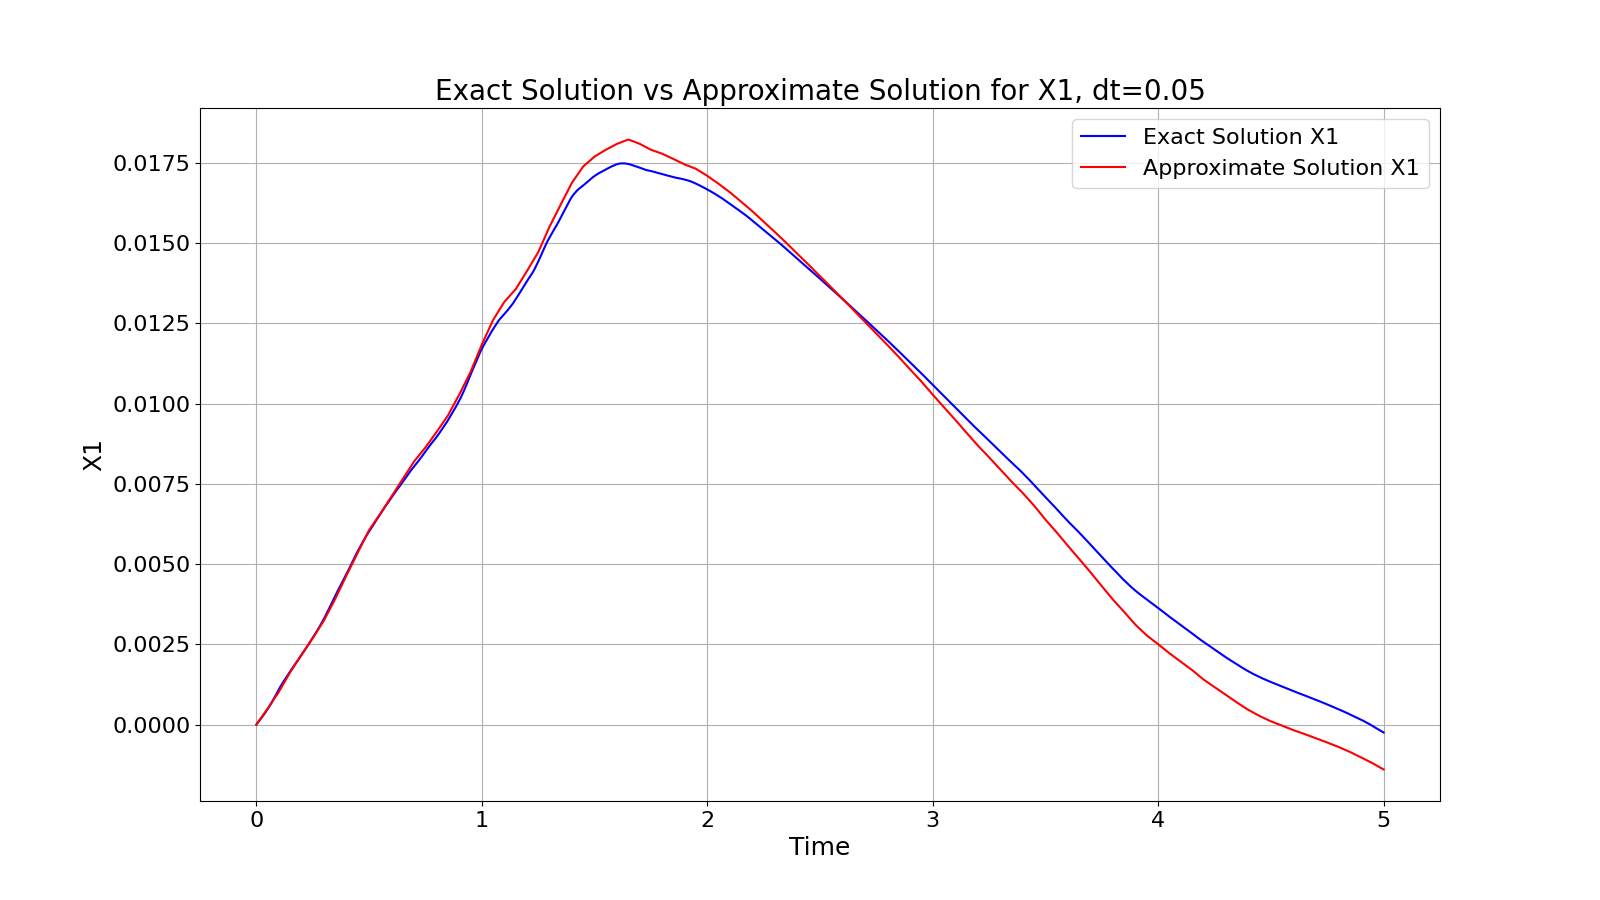 Exact Solution vs Approximate Solution for X1, dt=0.05
Exact Solution X1
Approximate Solution X1
X1
0.0175
0.0150
0.0125
0.0100
0.0075
0.0050
0.0025
0.0000
0 1 2 3 4 5
Time